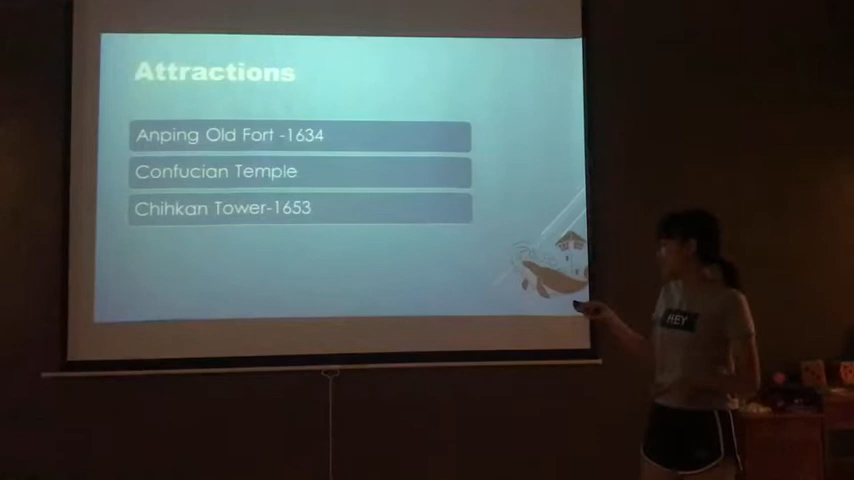 Attractions
Anping Old Fort -1634
Confucian Temple
Chihkan Tower-1653
HEY